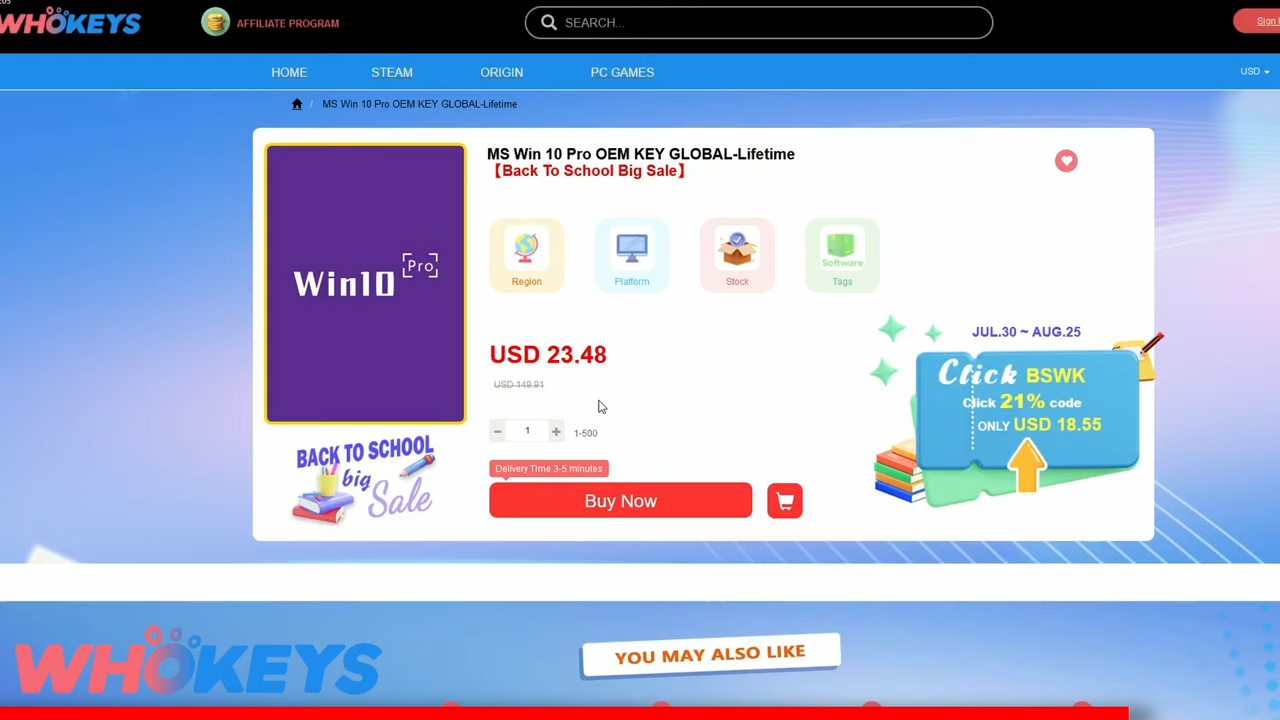 WHOKEYS
AFFILIATE PROGRAM
SEARCH...
Sign
HOME
STEAM
ORIGIN
PC GAMES
USD
/ MS Win 10 Pro OEM KEY GLOBAL-Lifetime
Win10 Pro
MS Win 10 Pro OEM KEY GLOBAL-Lifetime
【Back To School Big Sale】
Region
Platform
Stock
Software
Tags
USD 23.48
USD 149.91
- 1 + 1-500
Delivery Time 3-5 minutes
Buy Now
BACK TO SCHOOL
big
Sale
JUL.30 ~ AUG.25
Click BSWK
Click 21% code
ONLY USD 18.55
WHOKEYS
YOU MAY ALSO LIKE